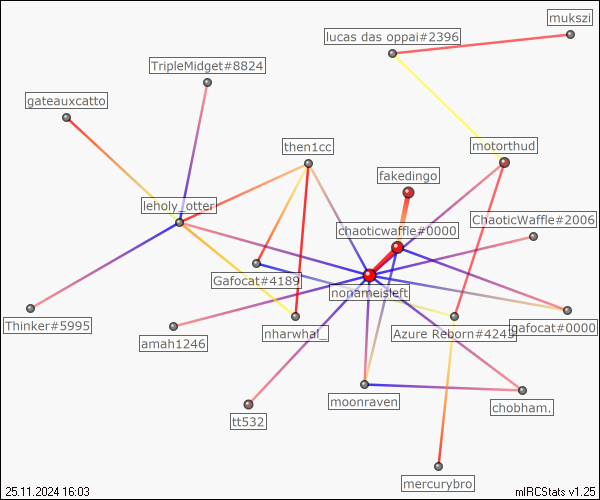 mukszi
lucas das oppai#2396
TripleMidget#8824
gateauxcatto
then1cc
motorthud
fakedingo
leholy_otter
ChaoticWaffle#2006
chaoticwaffle#0000
Gafocat#4189
nonameisleft
Thinker#5995
amah1246
nharwhal_
Azure Reborn#4245
gafocat#0000
moonraven
chobham.
tt532
mercurybro
25.11.2024 16:03
mIRCStats v1.25